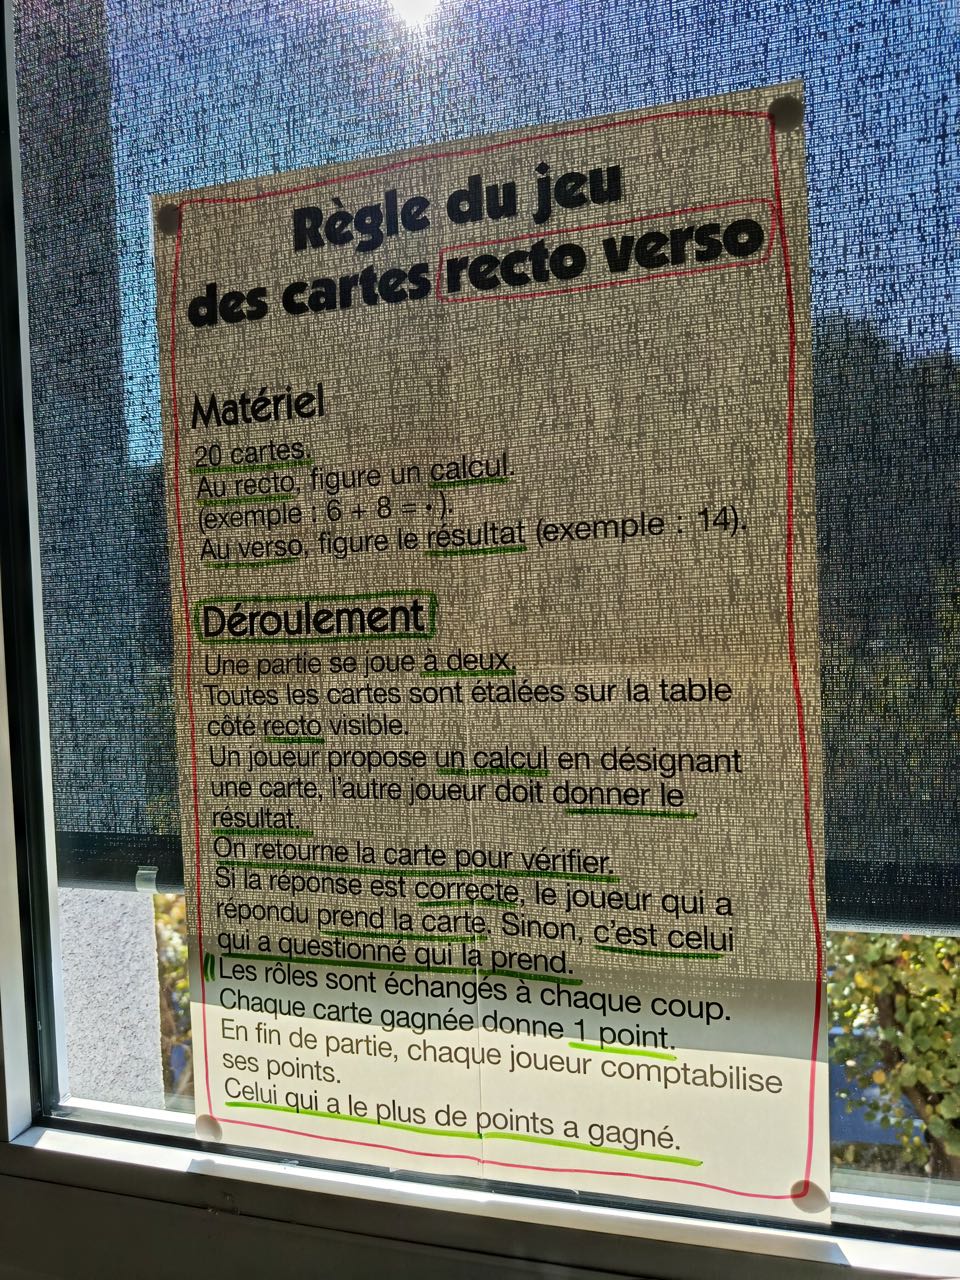 Règle du jeu
des cartes recto verso
Matériel
20 cartes.
Au recto, figure un calcul.
(exemple : 6 + 8 = • ).
Au verso, figure le résultat (exemple : 14).
Déroulement
Une partie se joue à deux.
Toutes les cartes sont étalées sur la table
côté recto visible.
Un joueur propose un calcul en désignant
une carte, l'autre joueur doit donner le
résultat.
On retourne la carte pour vérifier.
Si la réponse est correcte, le joueur qui a
répondu prend la carte. Sinon, c'est celui
qui a questionné qui la prend.
Les rôles sont échangés à chaque coup.
Chaque carte gagnée donne 1 point.
En fin de partie, chaque joueur comptabilise
ses points.
Celui qui a le plus de points a gagné.